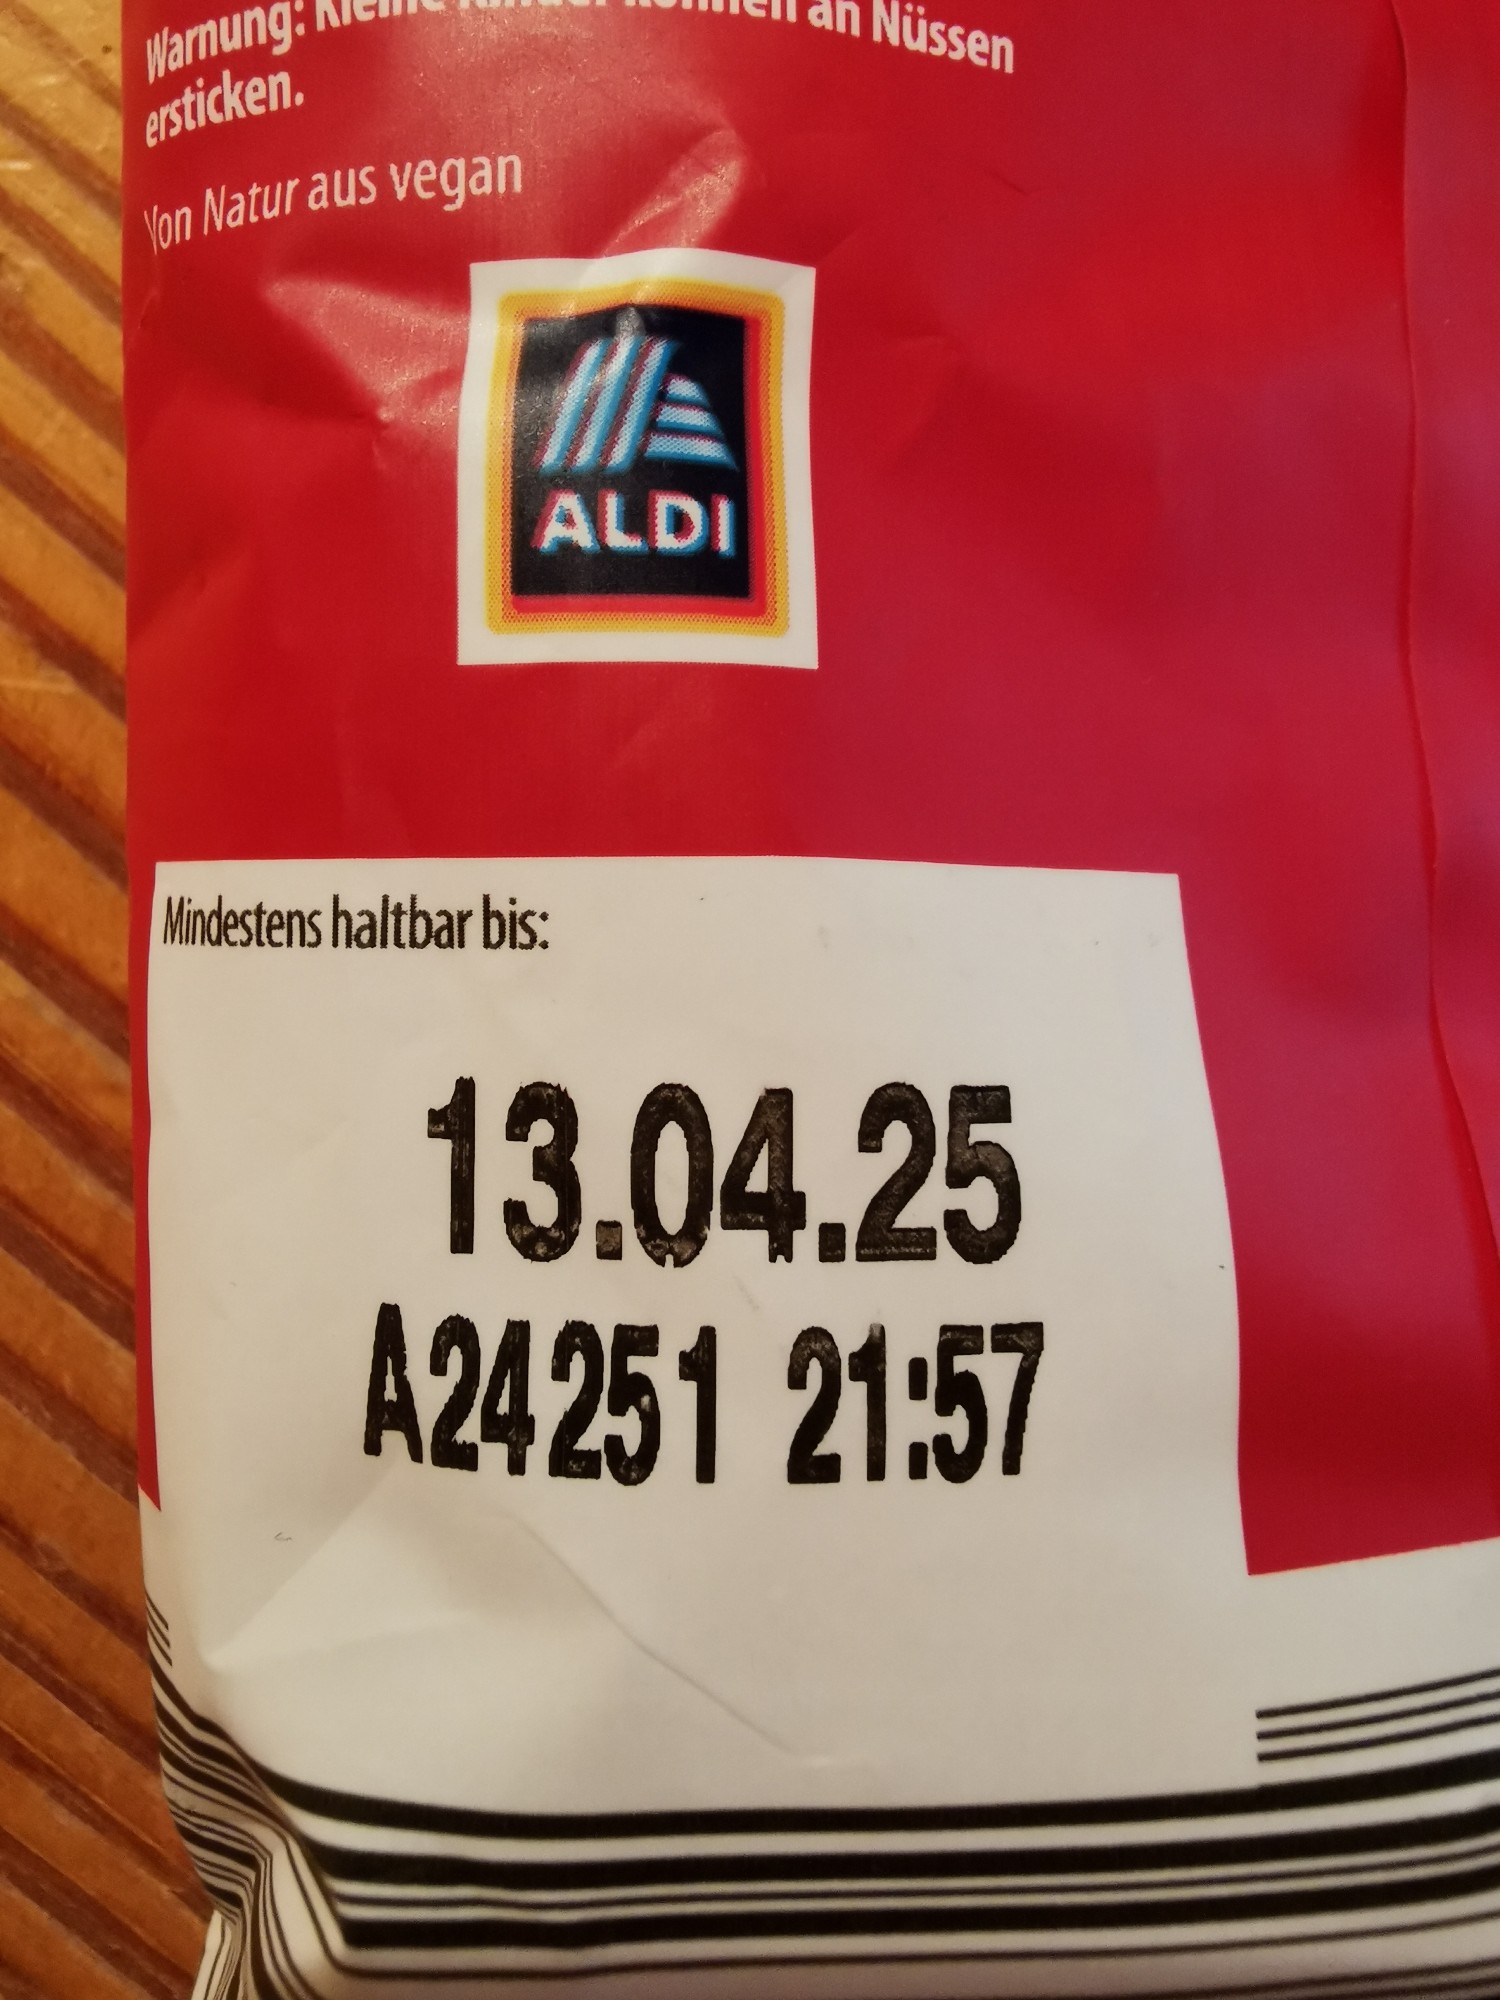 Warnung: Kleine Kinder können an Nüssen
ersticken.
Von Natur aus vegan
ALDI
Mindestens haltbar bis:
13.04.25
A24251 21:57